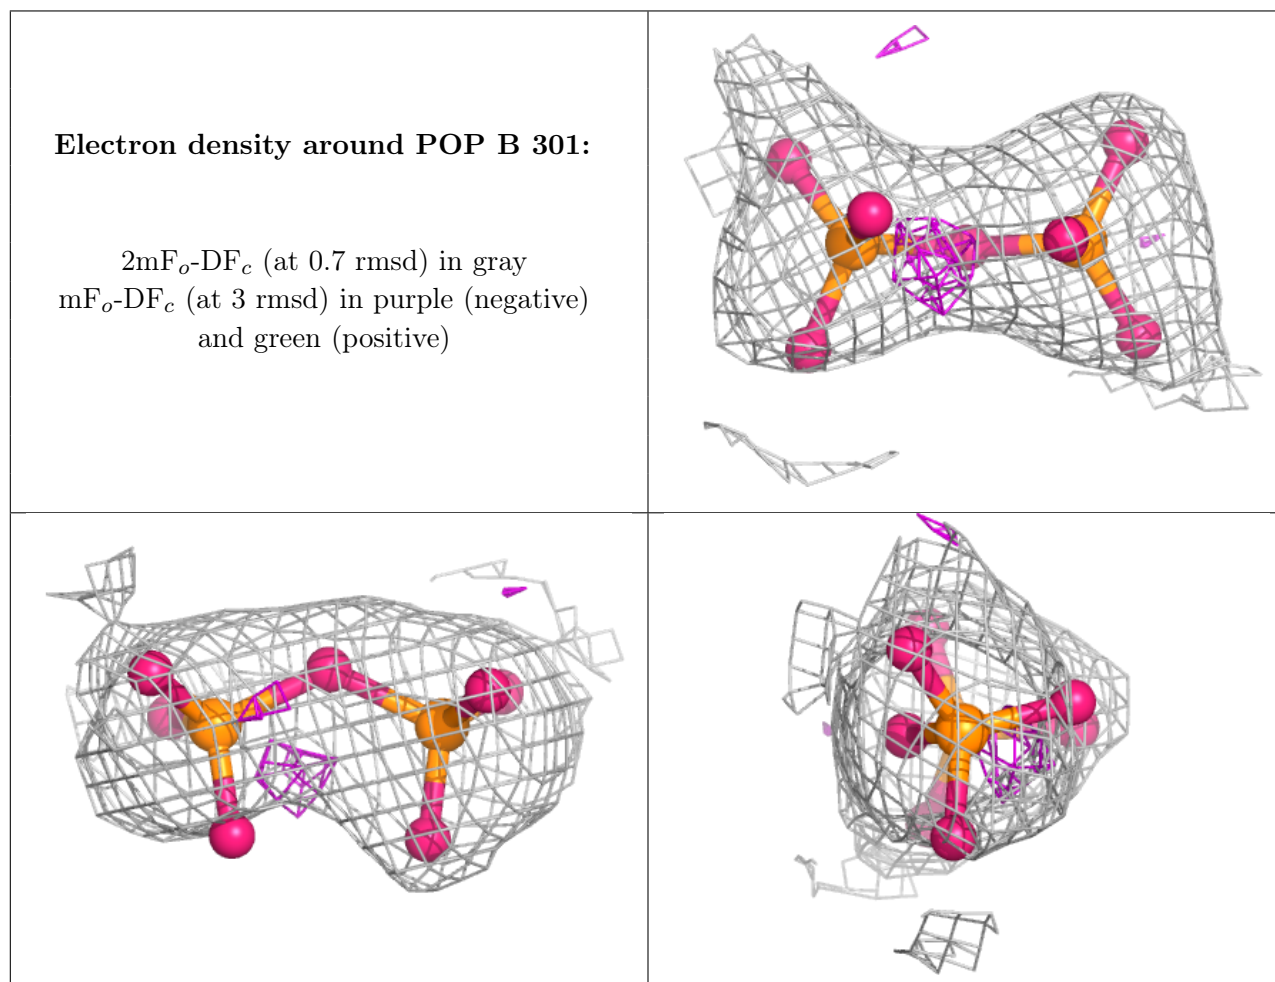 Electron density around POP B 301:
2mFo-DFc (at 0.7 rmsd) in gray
mFo-DFc (at 3 rmsd) in purple (negative)
and green (positive)